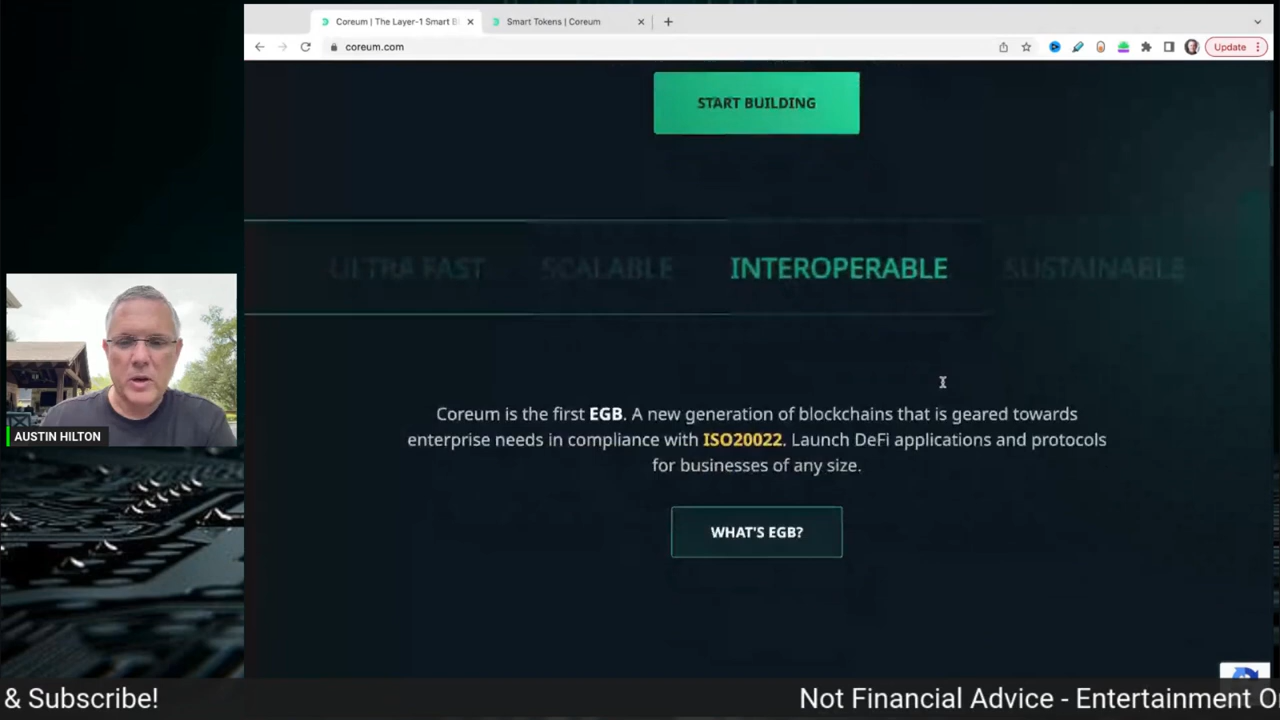 Coreum | The Layer-1 Smart B
Smart Tokens | Coreum
coreum.com
Update
START BUILDING
ULTRA FAST
SCALABLE
INTEROPERABLE
SUSTAINABLE
AUSTIN HILTON
Coreum is the first EGB. A new generation of blockchains that is geared towards
enterprise needs in compliance with ISO20022. Launch DeFi applications and protocols
for businesses of any size.
WHAT'S EGB?
& Subscribe!
Not Financial Advice - Entertainment O